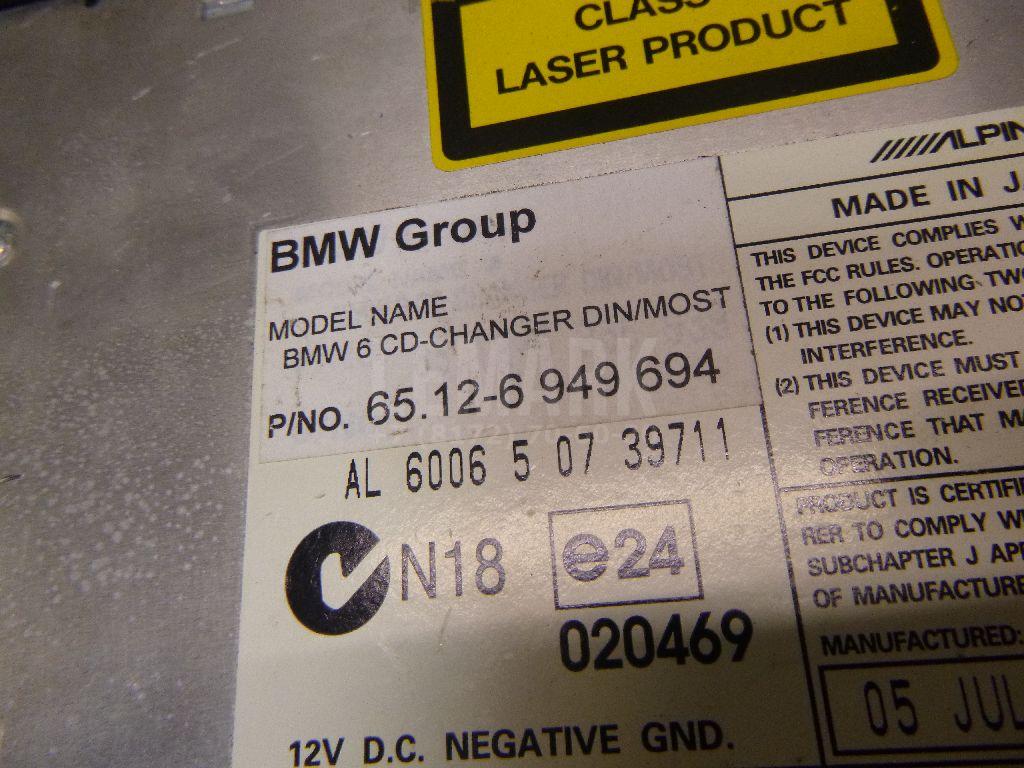 CLASS
LASER PRODUCT
BMW Group
MODEL NAME
BMW 6 CD-CHANGER DIN/MOST
P/NO. 65.12-6 949 694
AL 6006 5 07 39711
N18
e24
020469
12V D.C. NEGATIVE GND.
ALPIN
MADE IN J
THIS DEVICE COMPLIES W
THE FCC RULES. OPERATIO
TO THE FOLLOWING TWO
(1) THIS DEVICE MAY NO
INTERFERENCE.
(2) THIS DEVICE MUST
FERENCE RECEIVED
FERENCE THAT MA
OPERATION.
PRODUCT IS CERTIFI
RER TO COMPLY WI
SUBCHAPTER J APP
OF MANUFACTURE
MANUFACTURED:
05 JUL